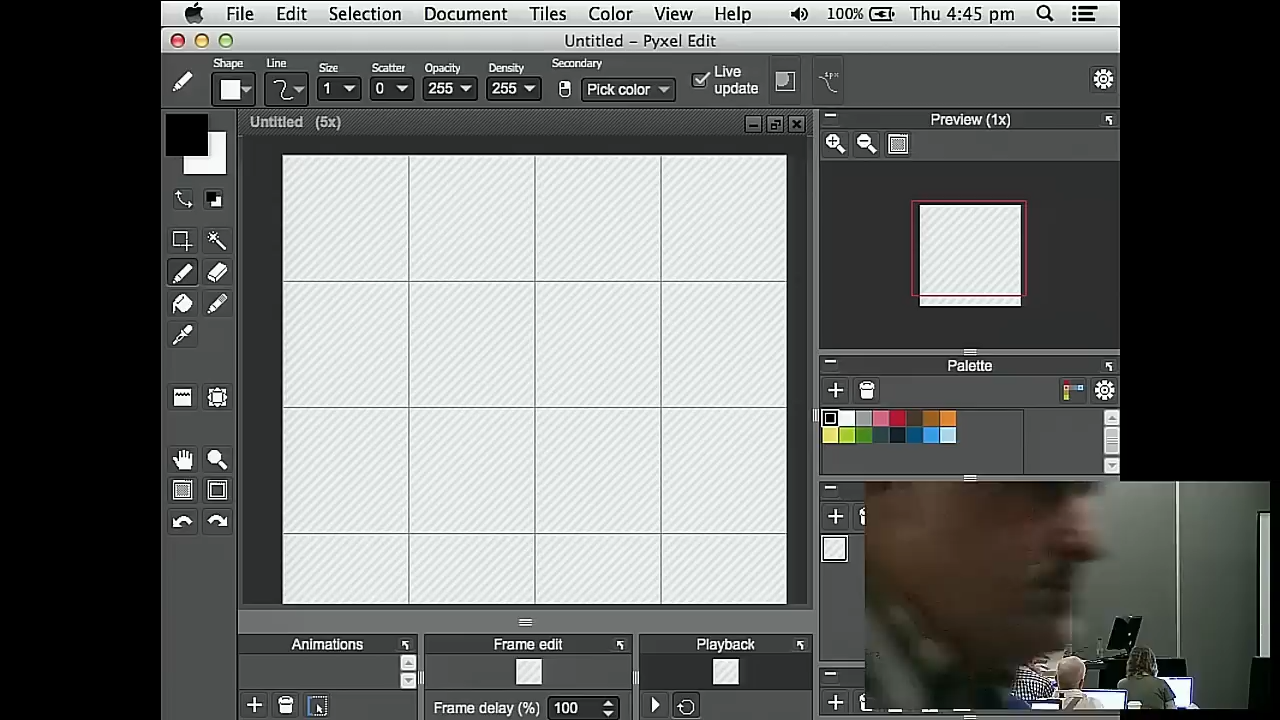 File Edit Selection Document Tiles Color View Help 100% Thu 4:45 pm
Untitled – Pyxel Edit
Shape Line Size Scatter Opacity Density Secondary
1 0 255 255 Pick color Live update
Untitled (5x)
Preview (1x)
Palette
Animations Frame edit Playback
Frame delay (%) 100